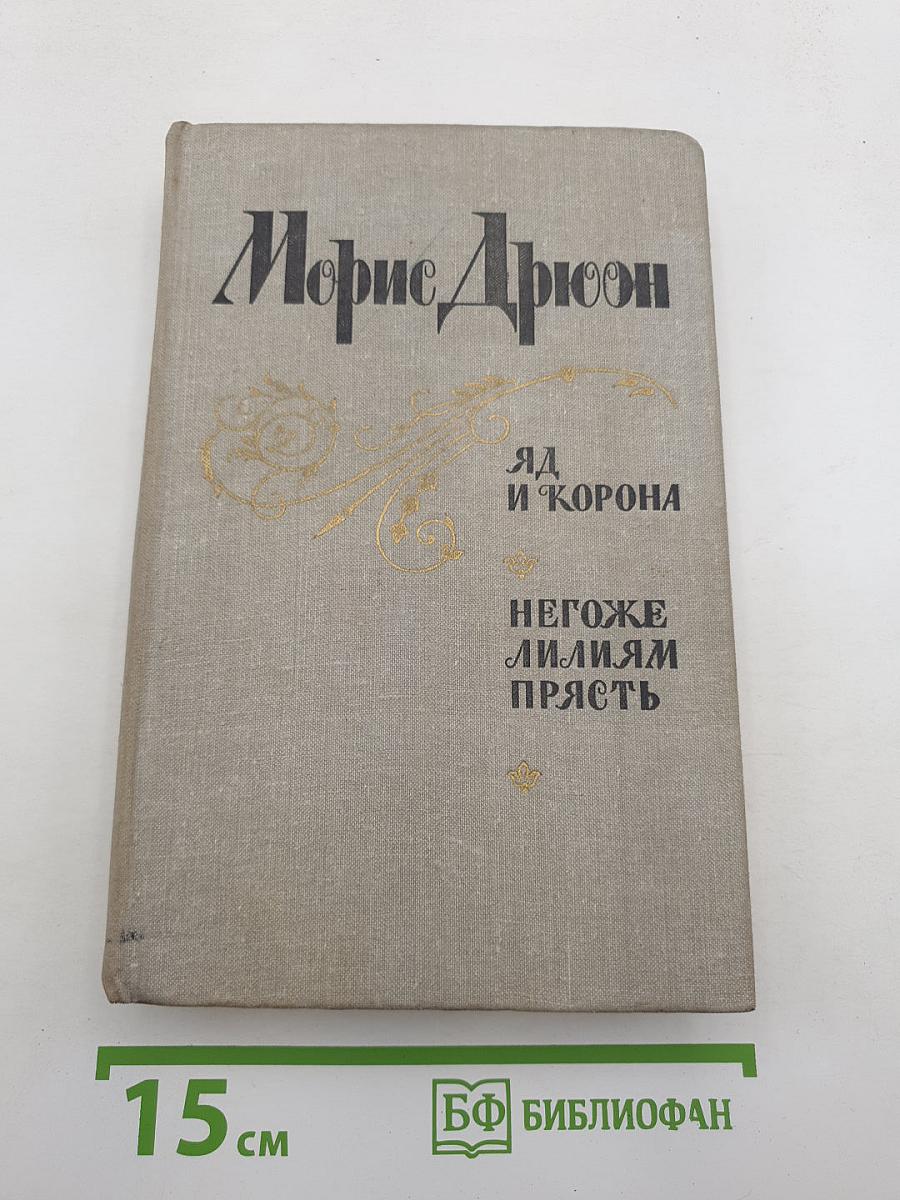 Морис Дрюон
ЯД
И КОРОНА
НЕГОЖЕ
ЛИЛИЯМ
ПРЯСТЬ
15 см
БФ БИБЛИОФАН